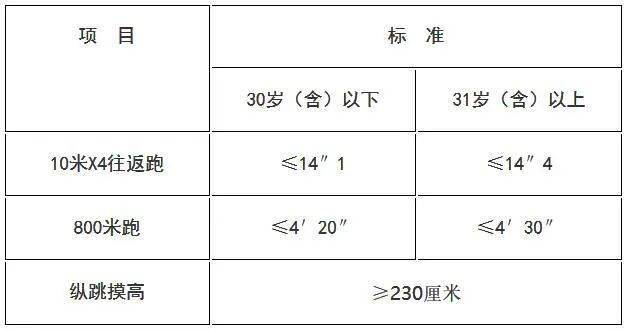 项 目 标 准
30岁（含）以下 31岁（含）以上
10米X4往返跑 ≤14″1 ≤14″4
800米跑 ≤4′20″ ≤4′30″
纵跳摸高 ≥230厘米